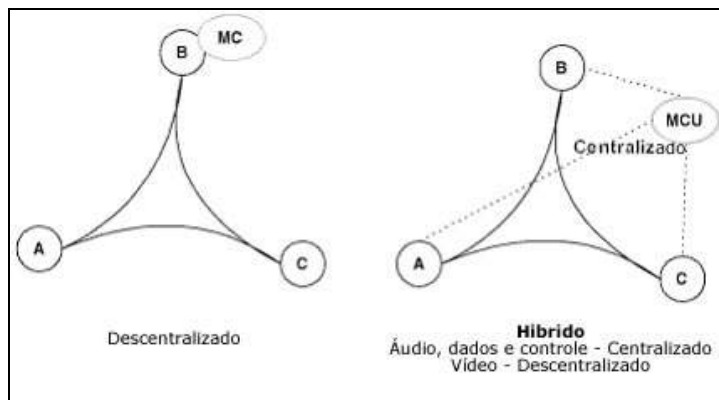 B
MC
A
C
Descentralizado
B
MCU
Centralizado
A
C
Hibrido
Áudio, dados e controle - Centralizado
Vídeo - Descentralizado